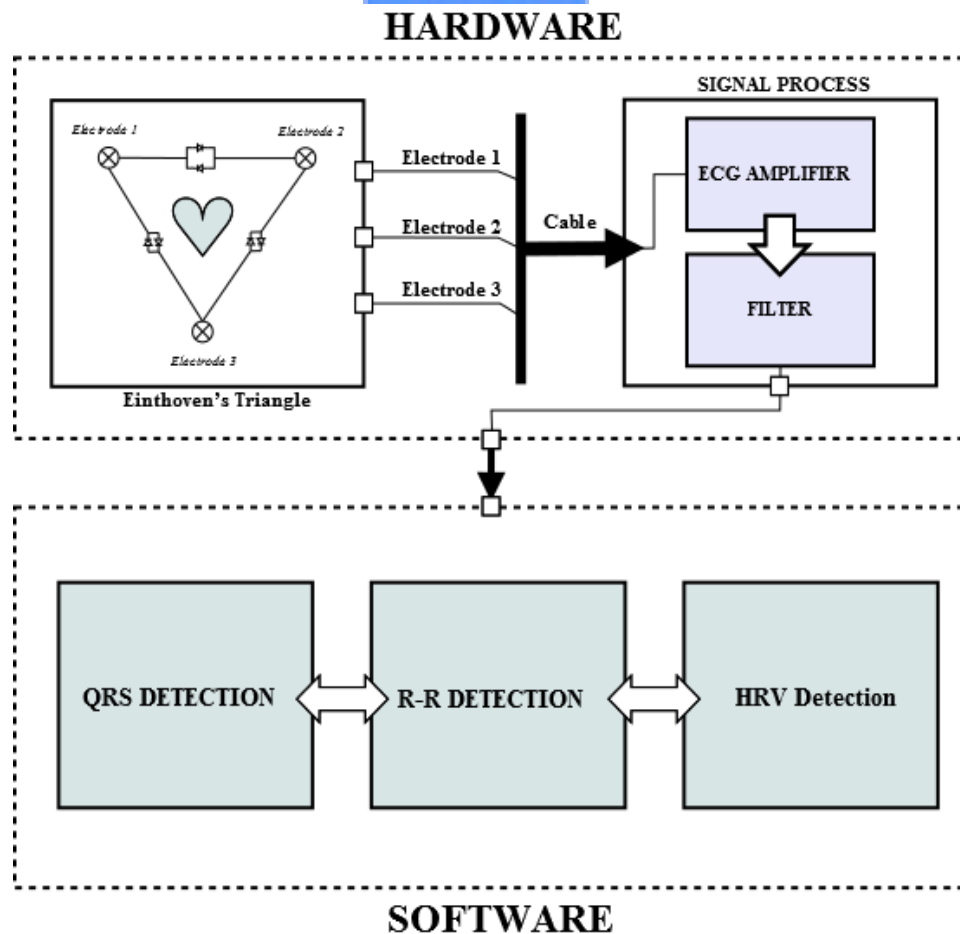 HARDWARE
SIGNAL PROCESS
Electrode 1
Electrode 2
Electrode 3
Einthoven's Triangle
Electrode 1
Electrode 2
Electrode 3
Cable
ECG AMPLIFIER
FILTER
QRS DETECTION
R-R DETECTION
HRV Detection
SOFTWARE